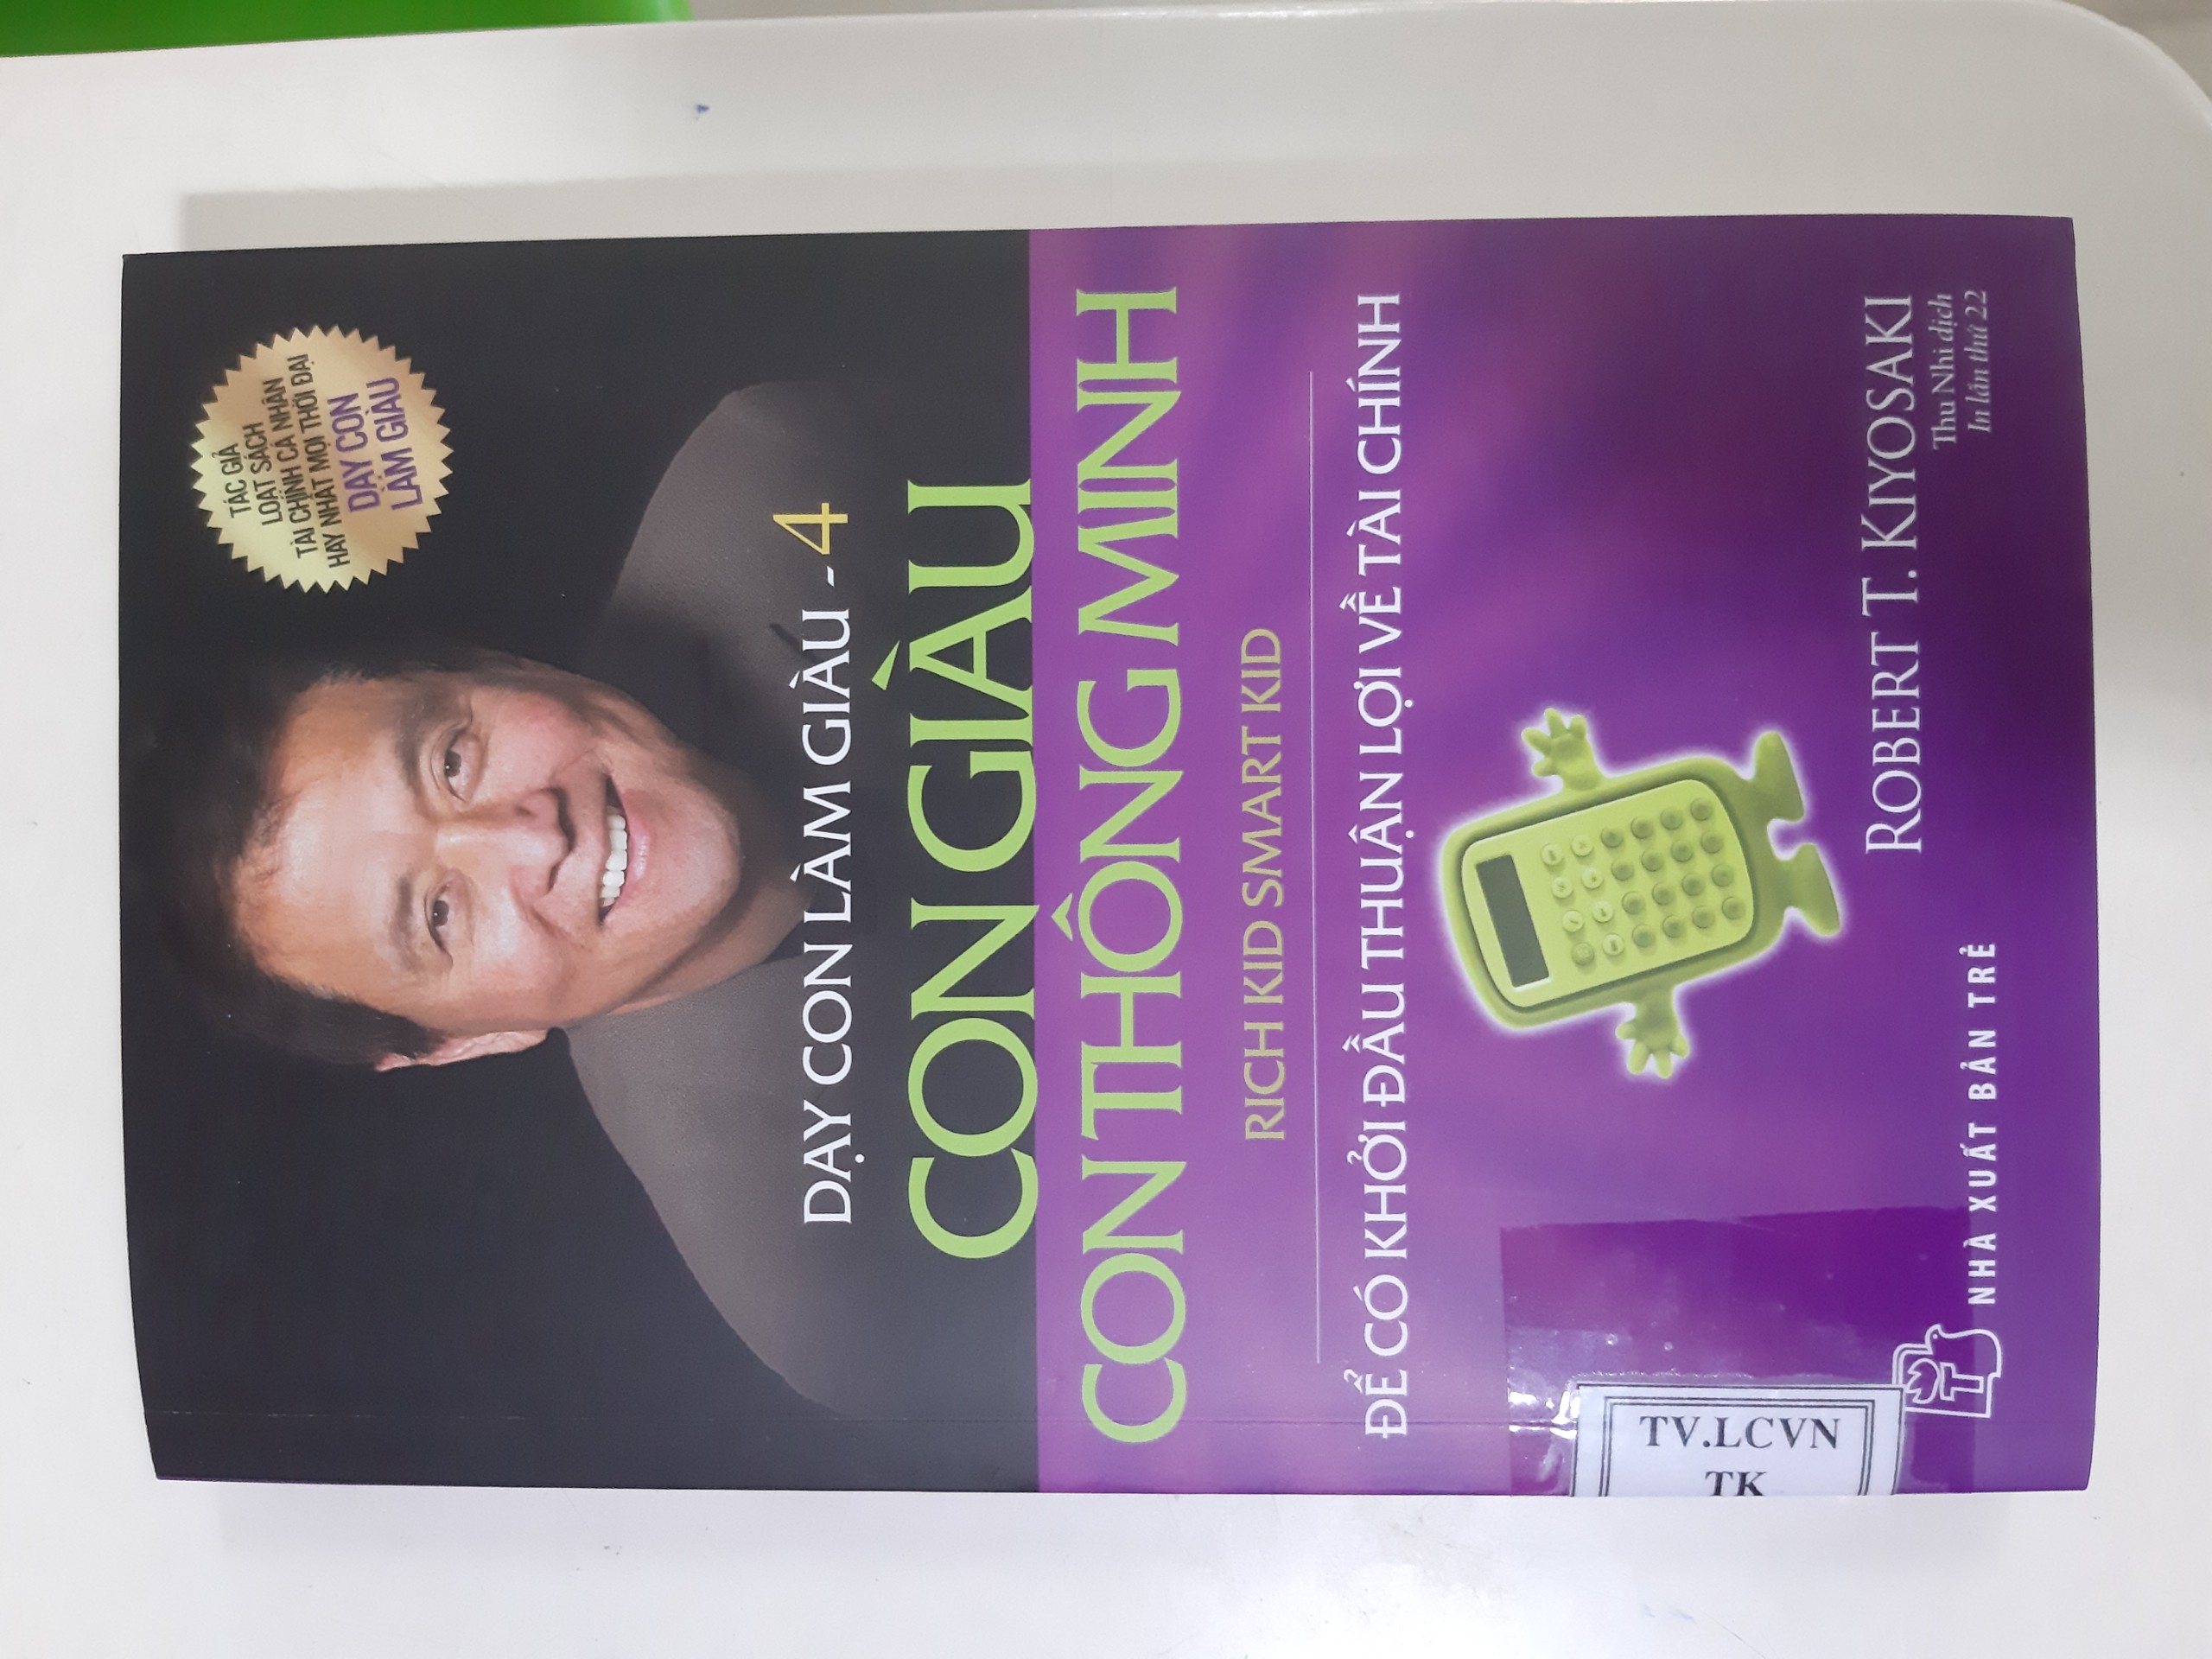 TÁC GIẢ
LOẠT SÁCH
TÀI CHÍNH CÁ NHÂN
HAY NHẤT MỌI THỜI ĐẠI
DẠY CON
LÀM GIÀU
DẠY CON LÀM GIÀU - 4
CON GIÀU
CON THÔNG MINH
RICH KID SMART KID
ĐỂ CÓ KHỞI ĐẦU THUẬN LỢI VỀ TÀI CHÍNH
TV.LCVN
TK
ROBERT T. KIYOSAKI
Thu Nhi dịch
In lần thứ 22
T
NHÀ XUẤT BẢN TRẺ